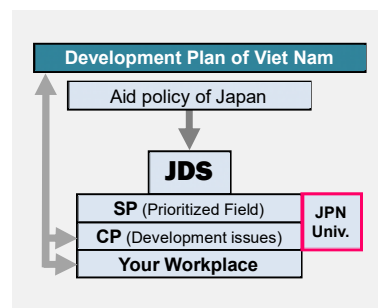 Development Plan of Viet Nam
Aid policy of Japan
JDS
SP (Prioritized Field)
CP (Development issues)
JPN
Univ.
Your Workplace